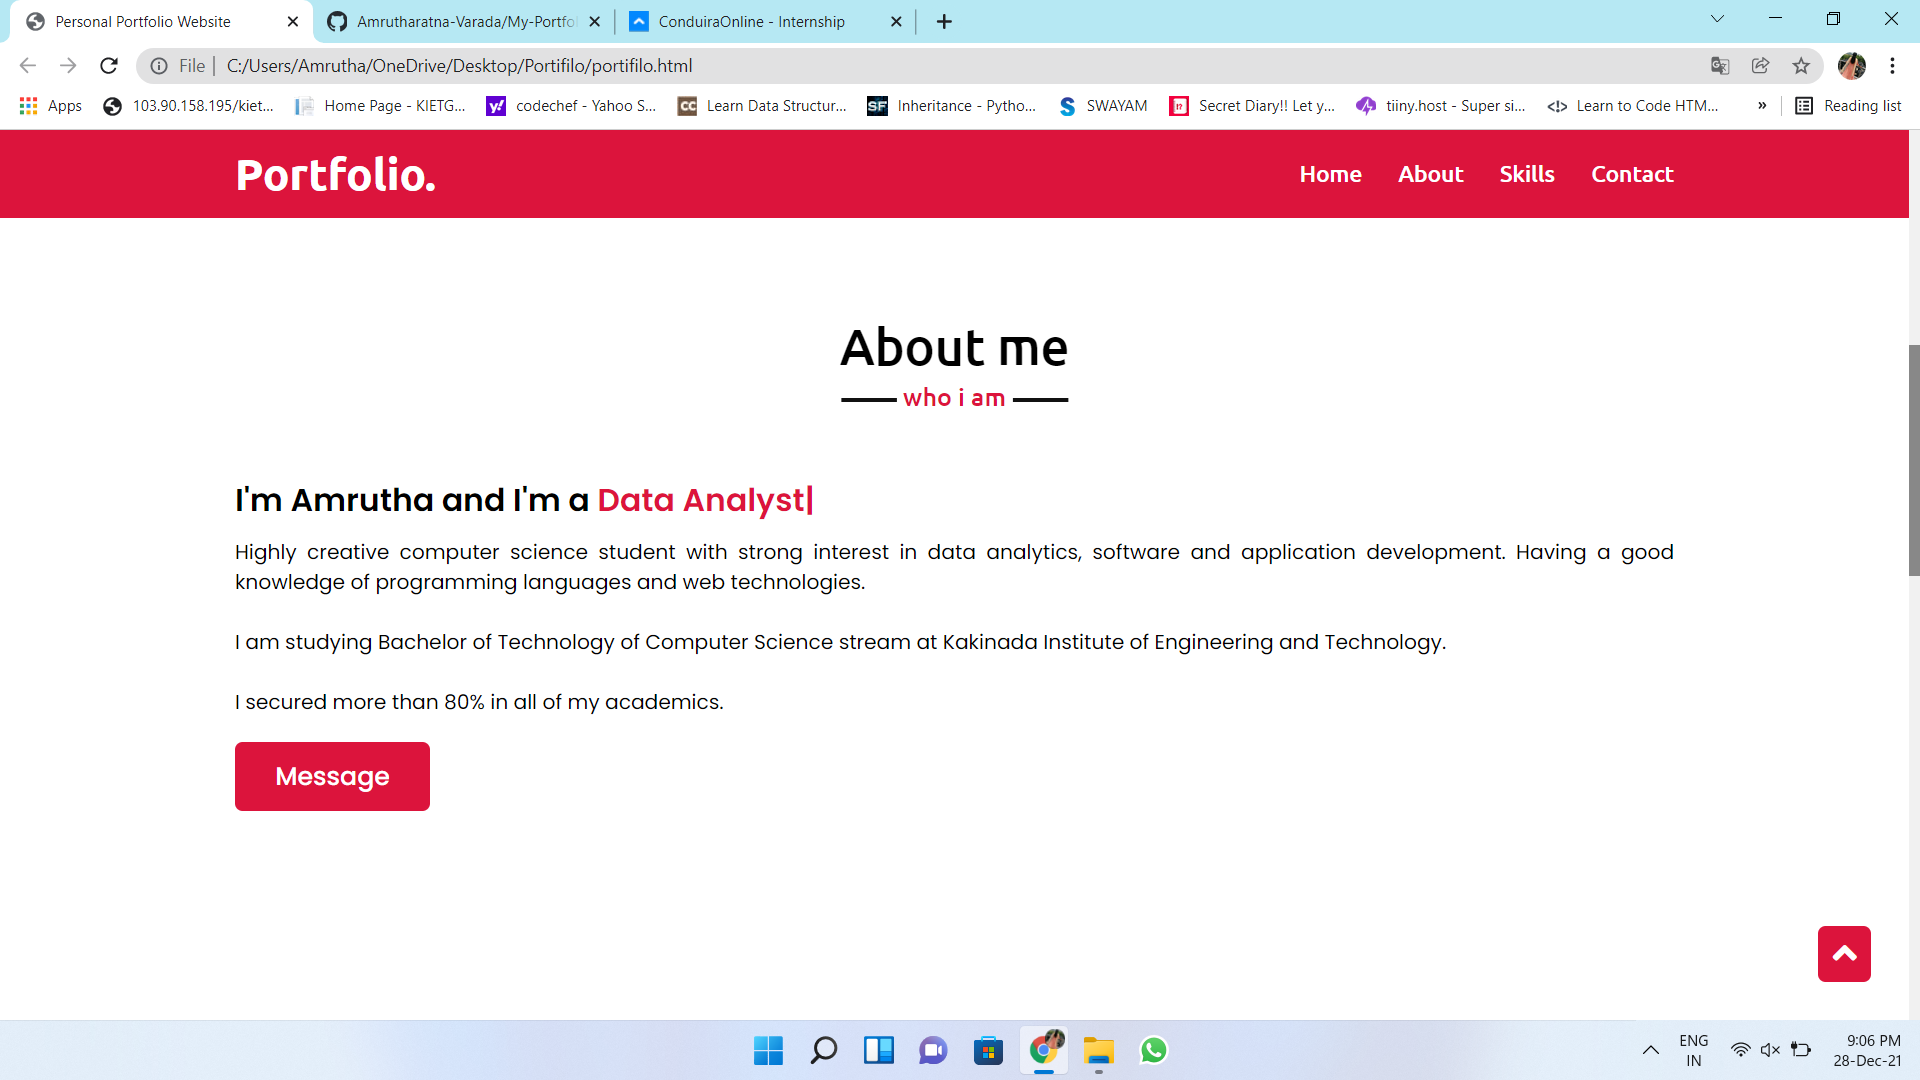 Personal Portfolio Website
Amrutharatna-Varada/My-Portfol
ConduiraOnline - Internship
File | C:/Users/Amrutha/OneDrive/Desktop/Portifilo/portifilo.html
Apps
103.90.158.195/kiet...
Home Page - KIETG...
y!
codechef - Yahoo S...
CC
Learn Data Structur...
SF
Inheritance - Pytho...
S
SWAYAM
Secret Diary!! Let y...
tiiny.host - Super si...
Learn to Code HTM...
»
Reading list
Portfolio.
Home
About
Skills
Contact
About me
who i am
I'm Amrutha and I'm a Data Analyst|
Highly creative computer science student with strong interest in data analytics, software and application development. Having a good
knowledge of programming languages and web technologies.
I am studying Bachelor of Technology of Computer Science stream at Kakinada Institute of Engineering and Technology.
I secured more than 80% in all of my academics.
Message
ENG
IN
9:06 PM
28-Dec-21